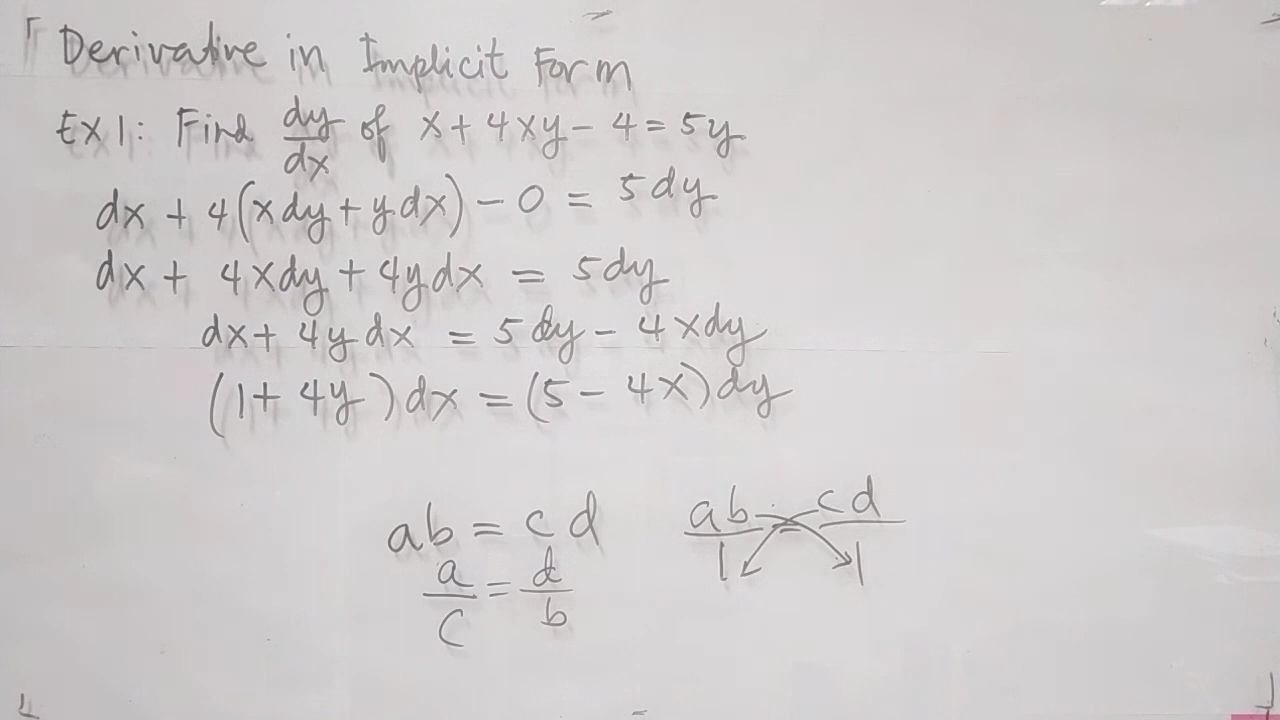 Derivative in Implicit Form
Ex 1: Find dy/dx of x + 4xy - 4 = 5y
dx + 4(xdy + ydx) - 0 = 5dy
dx + 4xdy + 4ydx = 5dy
dx + 4ydx = 5dy - 4xdy
(1 + 4y)dx = (5 - 4x)dy
ab = cd
a/c = d/b
ab/1 = cd/1